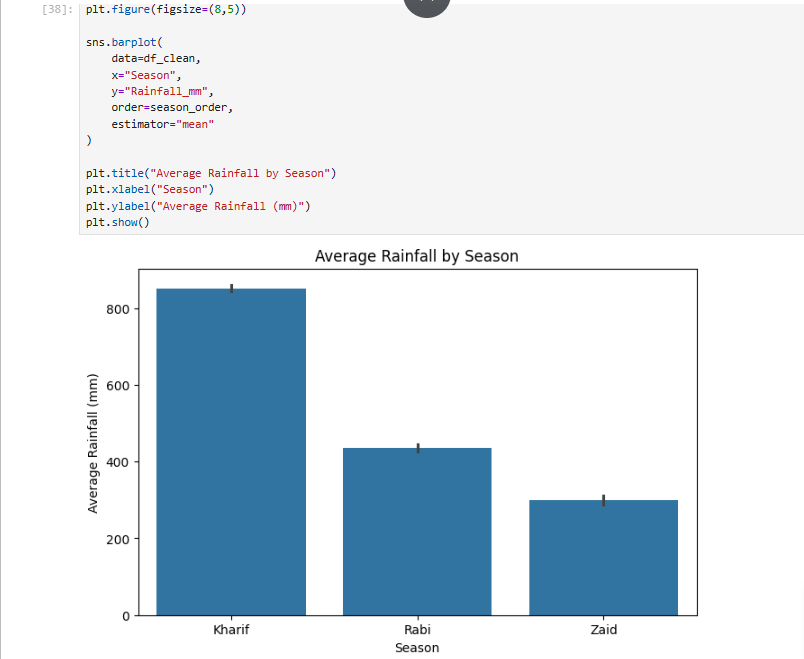 [38]: plt.figure(figsize=(8,5))
sns.barplot(
    data=df_clean,
    x="Season",
    y="Rainfall_mm",
    order=season_order,
    estimator="mean"
)
plt.title("Average Rainfall by Season")
plt.xlabel("Season")
plt.ylabel("Average Rainfall (mm)")
plt.show()
Average Rainfall by Season
Average Rainfall (mm)
800
600
400
200
0
Kharif Rabi Zaid
Season